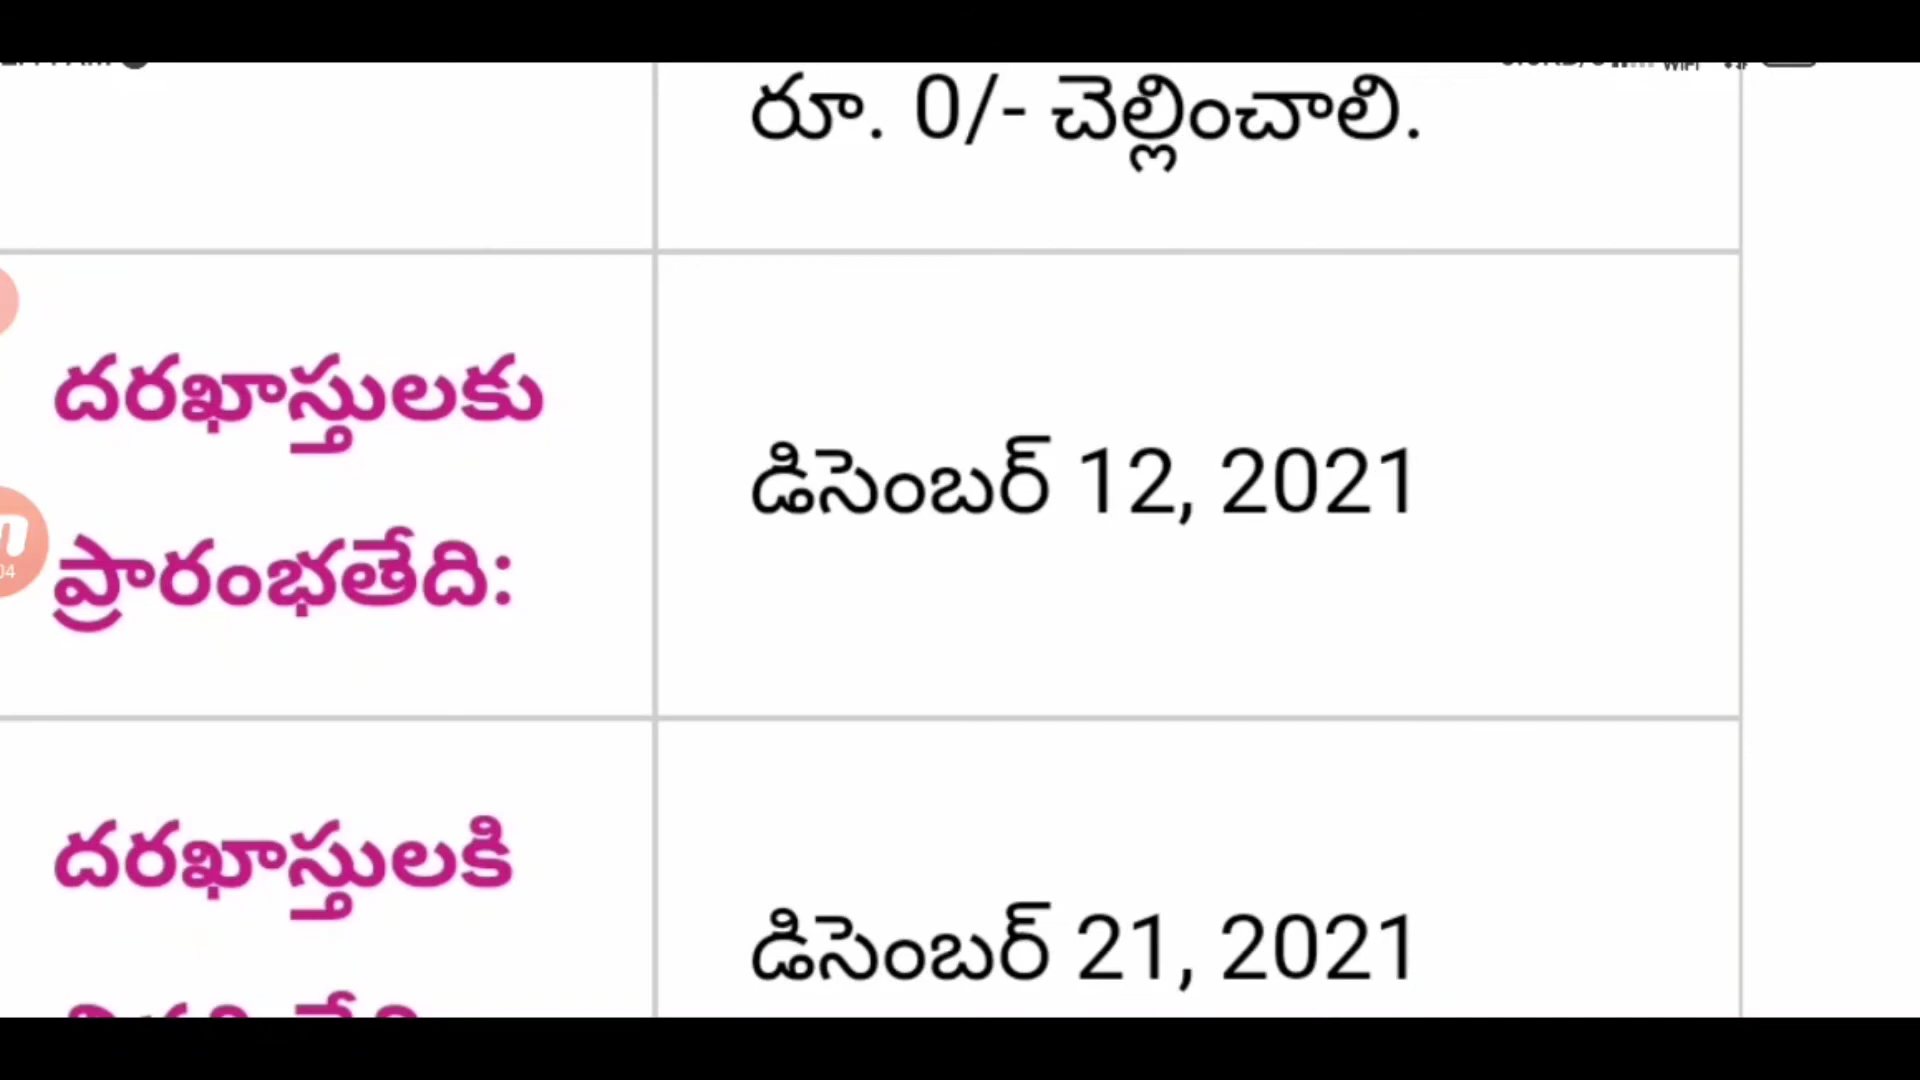 రూ. 0/- చెల్లించాలి.
దరఖాస్తులకు
ప్రారంభతేది:
డిసెంబర్ 12, 2021
దరఖాస్తులకి
డిసెంబర్ 21, 2021